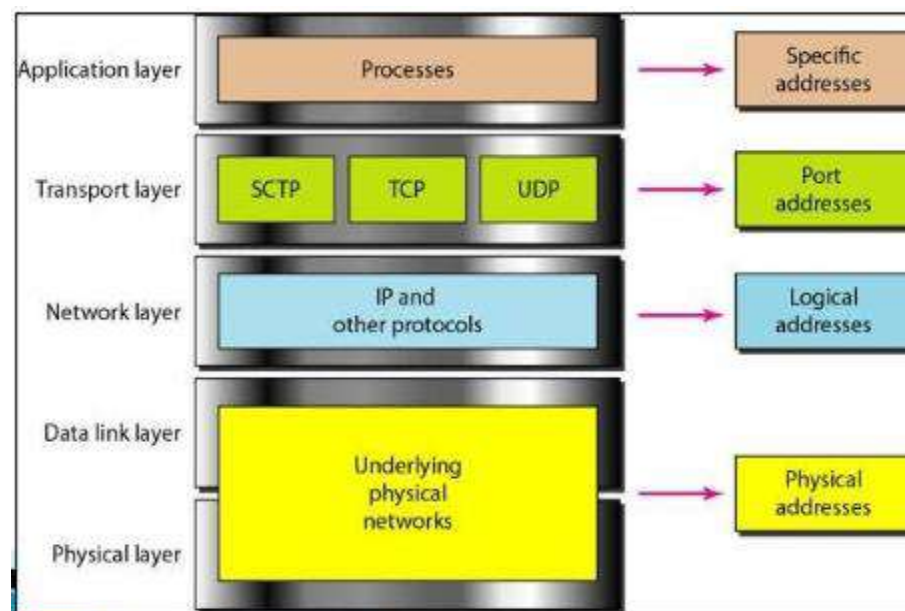 Application layer
Processes
Specific
addresses
Transport layer
SCTP
TCP
UDP
Port
addresses
Network layer
IP and
other protocols
Logical
addresses
Data link layer
Underlying
physical
networks
Physical
addresses
Physical layer